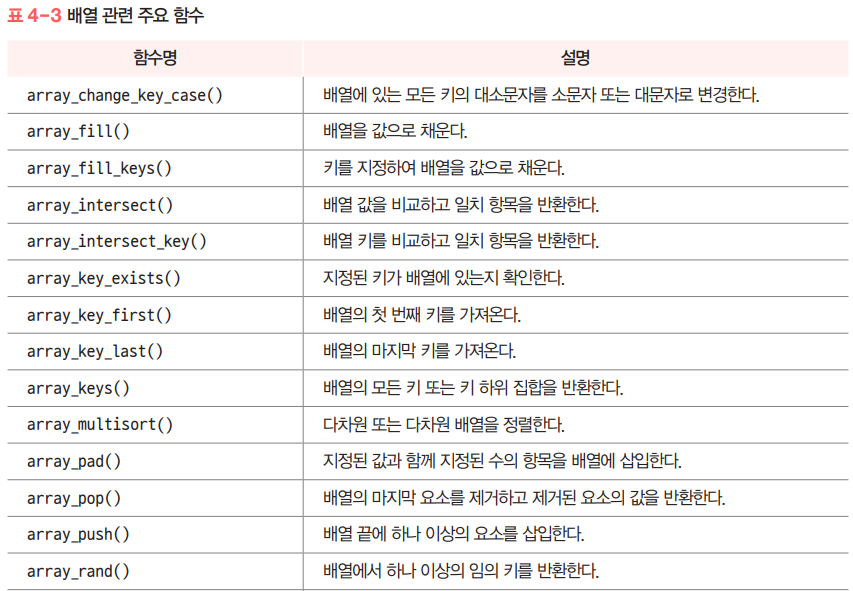 표 4-3 배열 관련 주요 함수
함수명 설명
array_change_key_case() 배열에 있는 모든 키의 대소문자를 소문자 또는 대문자로 변경한다.
array_fill() 배열을 값으로 채운다.
array_fill_keys() 키를 지정하여 배열을 값으로 채운다.
array_intersect() 배열 값을 비교하고 일치 항목을 반환한다.
array_intersect_key() 배열 키를 비교하고 일치 항목을 반환한다.
array_key_exists() 지정된 키가 배열에 있는지 확인한다.
array_key_first() 배열의 첫 번째 키를 가져온다.
array_key_last() 배열의 마지막 키를 가져온다.
array_keys() 배열의 모든 키 또는 키 하위 집합을 반환한다.
array_multisort() 다차원 또는 다차원 배열을 정렬한다.
array_pad() 지정된 값과 함께 지정된 수의 항목을 배열에 삽입한다.
array_pop() 배열의 마지막 요소를 제거하고 제거된 요소의 값을 반환한다.
array_push() 배열 끝에 하나 이상의 요소를 삽입한다.
array_rand() 배열에서 하나 이상의 임의 키를 반환한다.